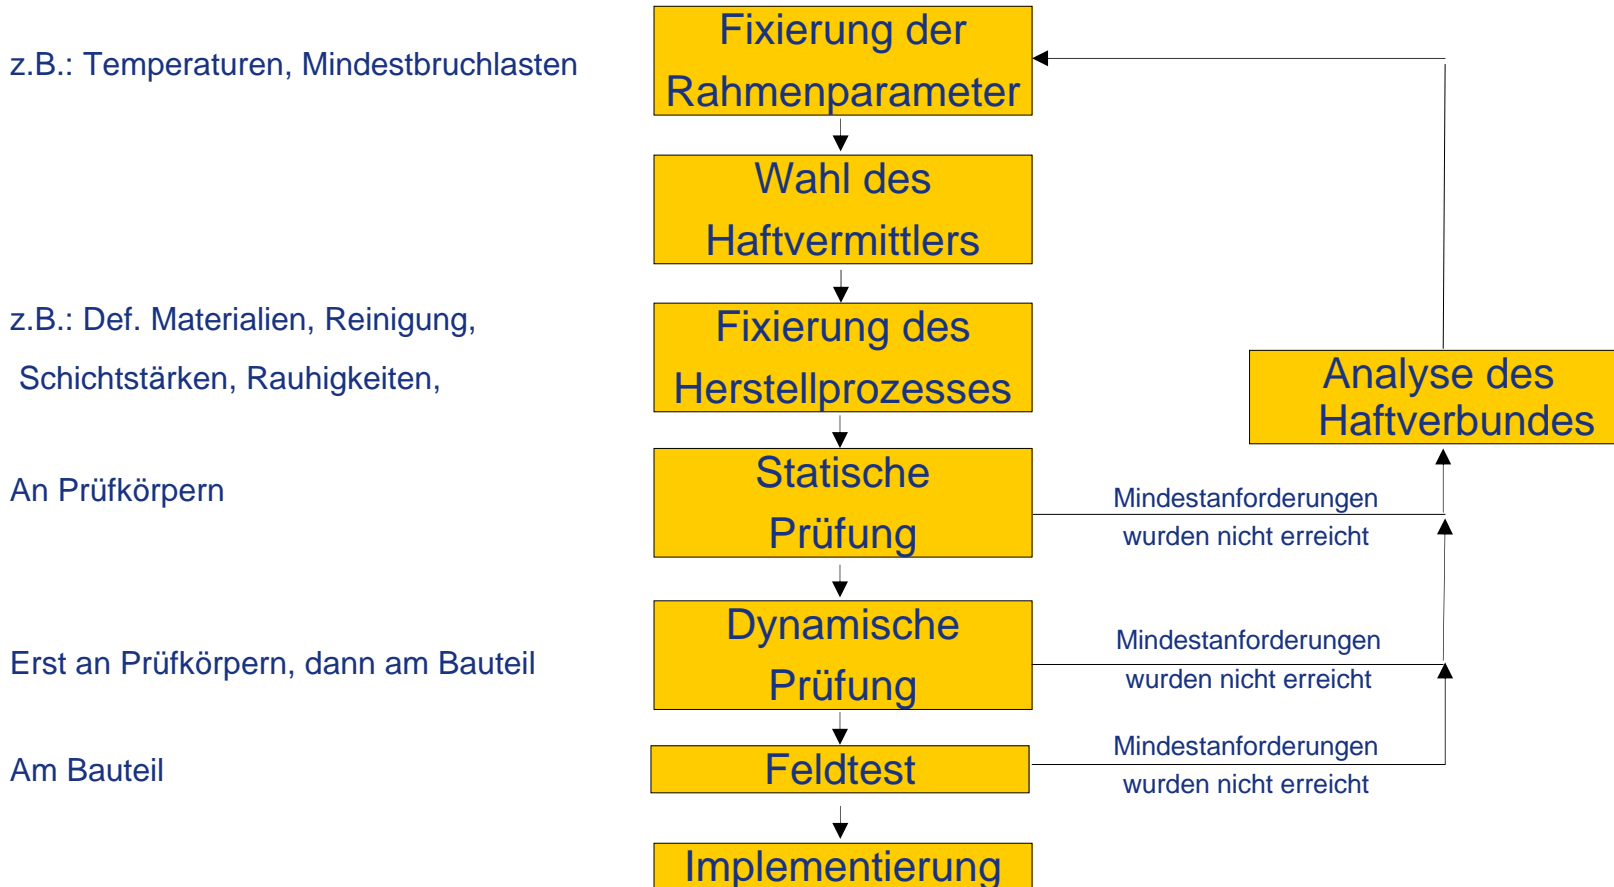 Fixierung der
z.B.: Temperaturen, Mindestbruchlasten
Rahmenparameter
Wahl des
Haftvermittlers
z.B.: Def. Materialien, Reinigung,
Schichtstärken, Rauhigkeiten,
Fixierung des
Herstellprozesses
Analyse des
Haftverbundes
An Prüfkörpern
Statische
Prüfung
Mindestanforderungen
wurden nicht erreicht
Erst an Prüfkörpern, dann am Bauteil
Dynamische
Prüfung
Mindestanforderungen
wurden nicht erreicht
Am Bauteil
Feldtest
Mindestanforderungen
wurden nicht erreicht
Implementierung